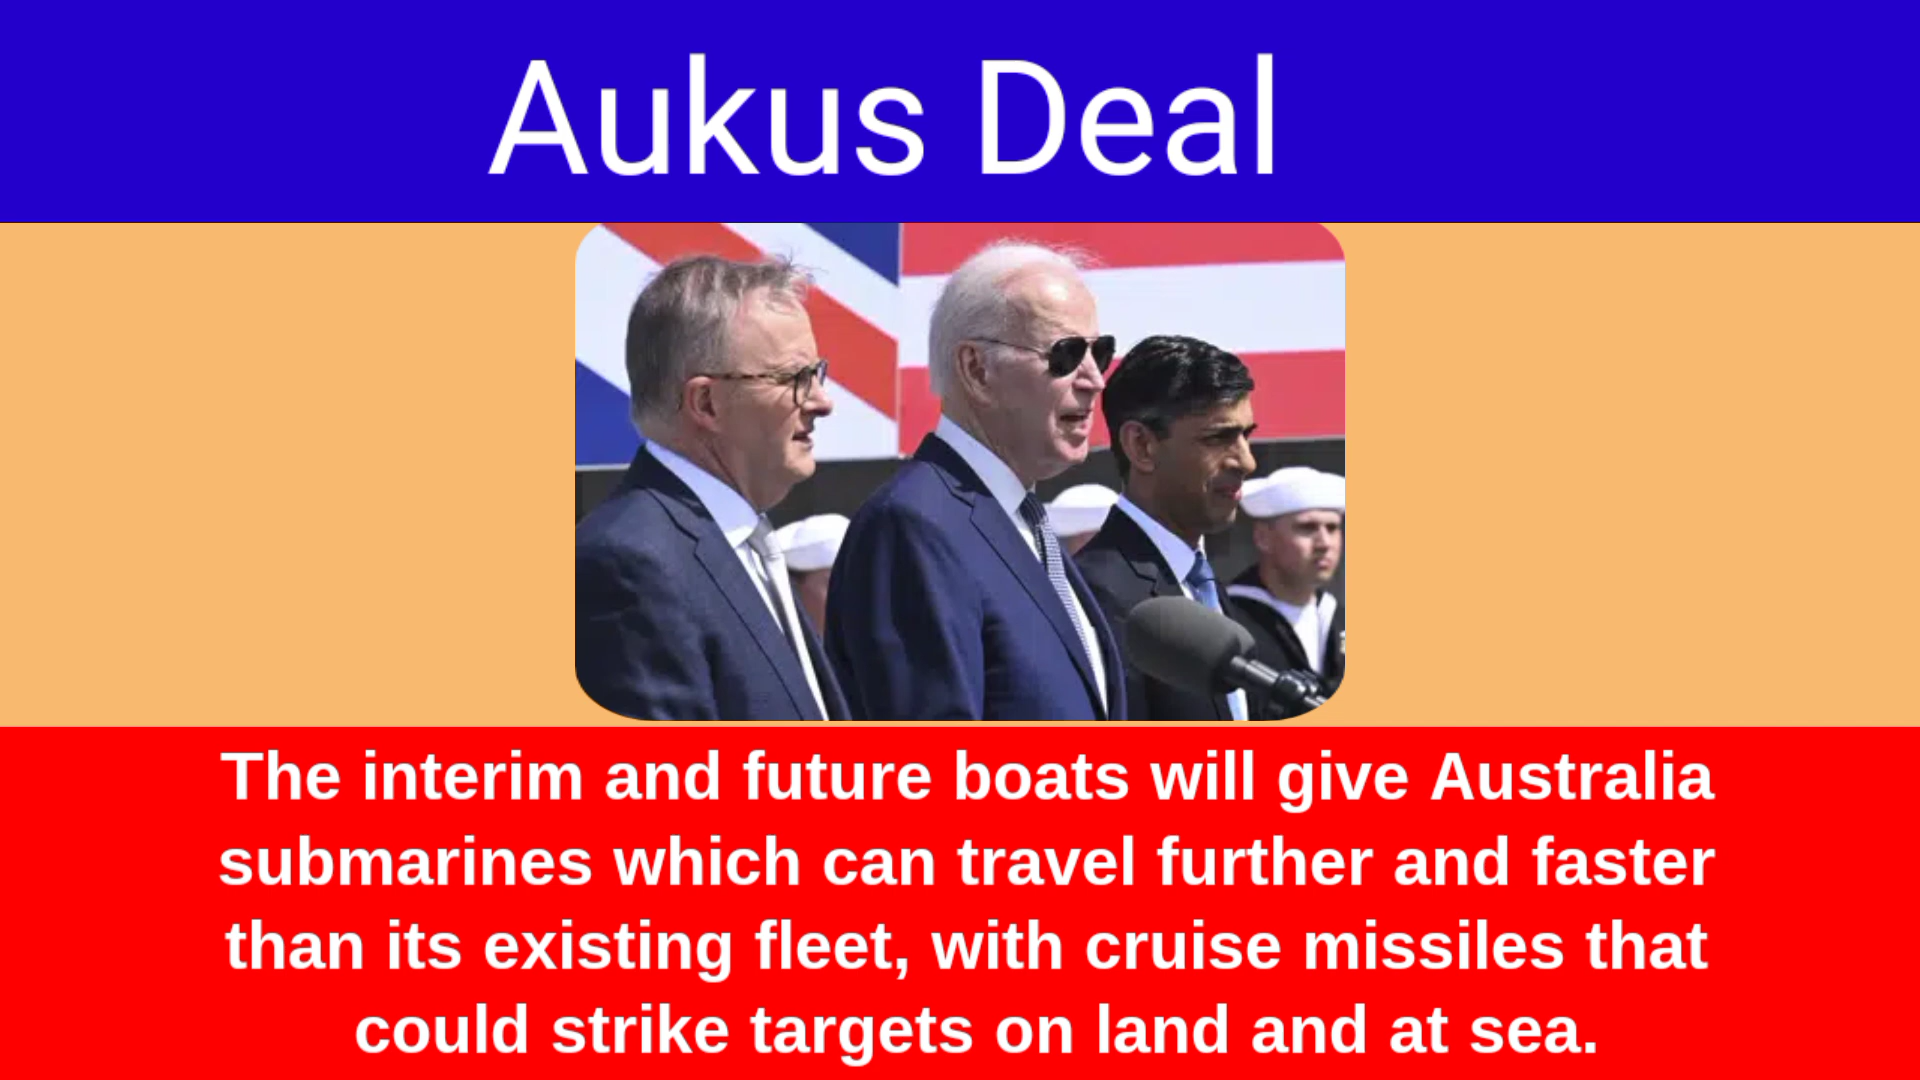 Aukus Deal
The interim and future boats will give Australia
submarines which can travel further and faster
than its existing fleet, with cruise missiles that
could strike targets on land and at sea.